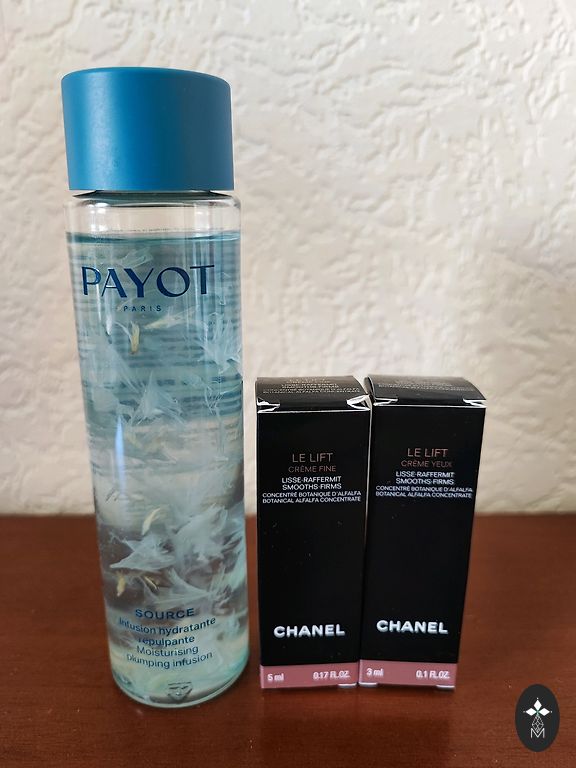 PAYOT
PARIS
SOURCE
Infusion hydratante
repulpante
Moisturising
plumping infusion
LE LIFT
CRÈME FINE
LISSE-RAFFERMIT
SMOOTHS-FIRMS
CONCENTRÉ BOTANIQUE D'ALFALFA
BOTANICAL ALFALFA CONCENTRATE
CHANEL
5 ml 0.17 FL.OZ.
LE LIFT
CRÈME YEUX
LISSE-RAFFERMIT
SMOOTHS-FIRMS
CONCENTRÉ BOTANIQUE D'ALFALFA
BOTANICAL ALFALFA CONCENTRATE
CHANEL
3 ml 0.1 FL.OZ.
M